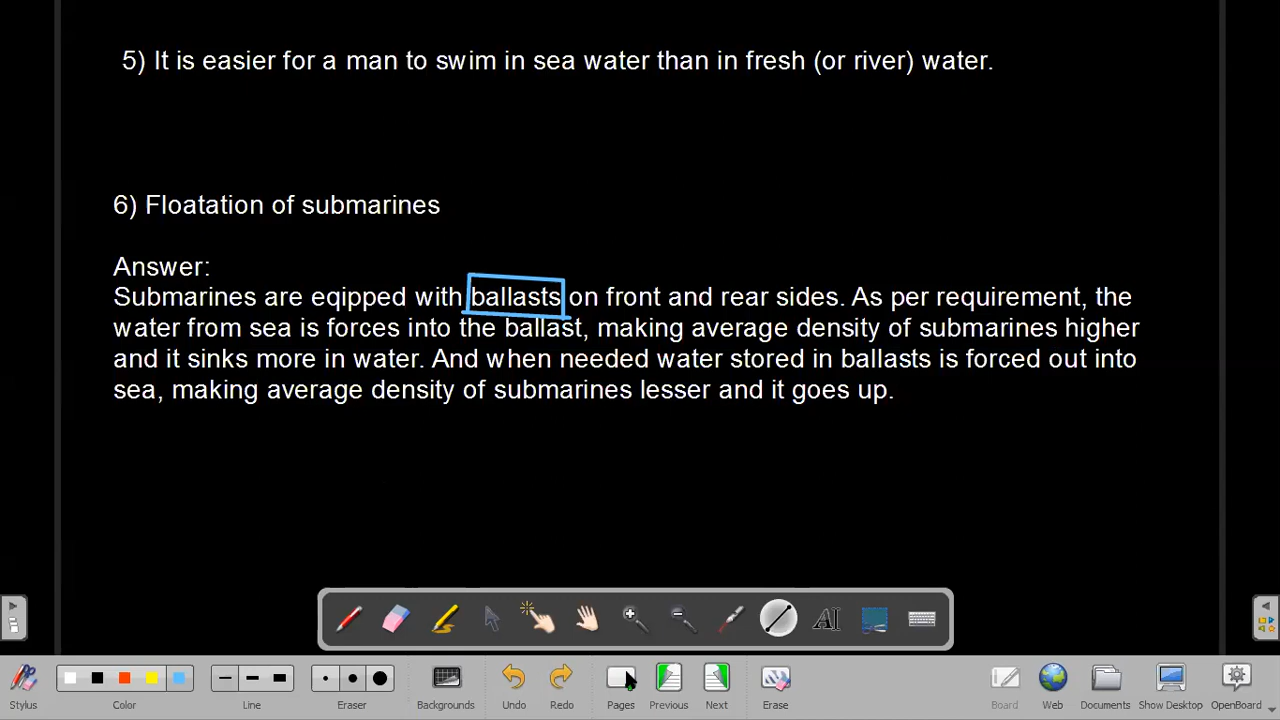 5) It is easier for a man to swim in sea water than in fresh (or river) water.
6) Floatation of submarines
Answer:
Submarines are eqipped with ballasts on front and rear sides. As per requirement, the
water from sea is forces into the ballast, making average density of submarines higher
and it sinks more in water. And when needed water stored in ballasts is forced out into
sea, making average density of submarines lesser and it goes up.
AI
Stylus Color Line Eraser Backgrounds Undo Redo Pages Previous Next Erase Board Web Documents Show Desktop OpenBoard